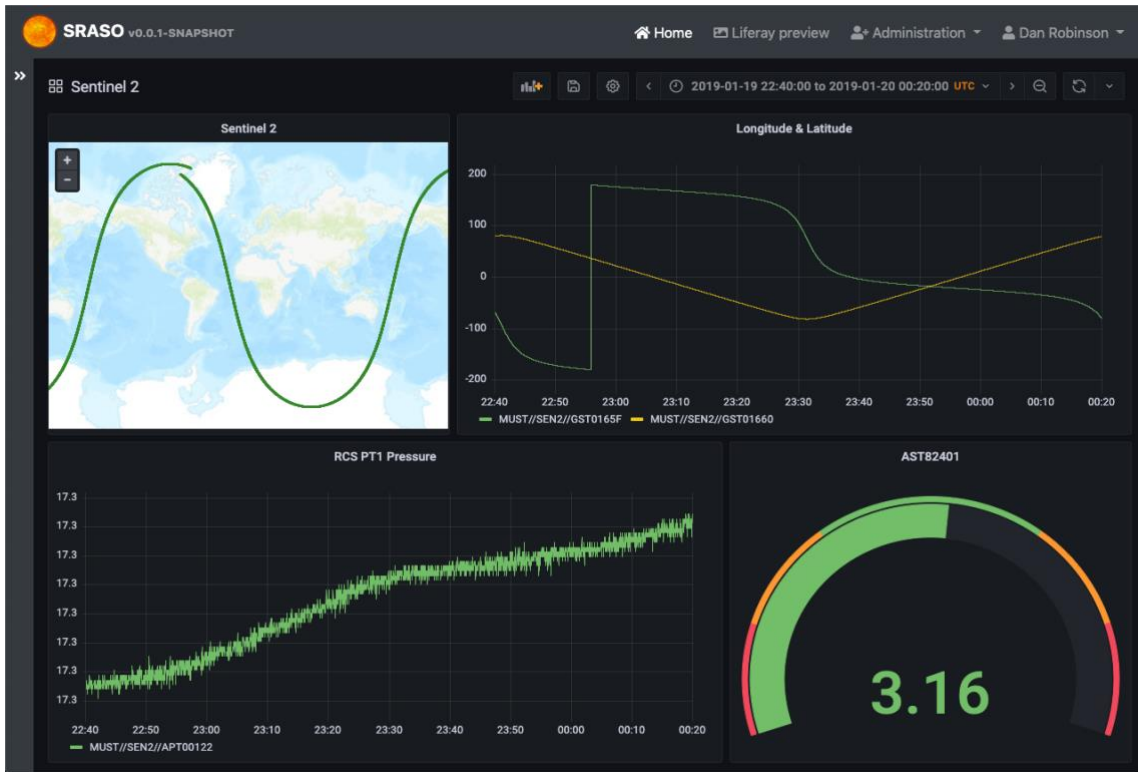 SRASO v0.0.1-SNAPSHOT
Home
Liferay preview
Administration
Dan Robinson
Sentinel 2
2019-01-19 22:40:00 to 2019-01-20 00:20:00 UTC
Sentinel 2
+
-
Longitude & Latitude
200
100
0
-100
-200
22:40 22:50 23:00 23:10 23:20 23:30 23:40 23:50 00:00 00:10 00:20
MUST//SEN2//GST0165F MUST//SEN2//GST01660
RCS PT1 Pressure
17.3
17.3
17.3
17.3
17.3
17.3
17.3
17.3
22:40 22:50 23:00 23:10 23:20 23:30 23:40 23:50 00:00 00:10 00:20
MUST//SEN2//APT00122
AST82401
3.16